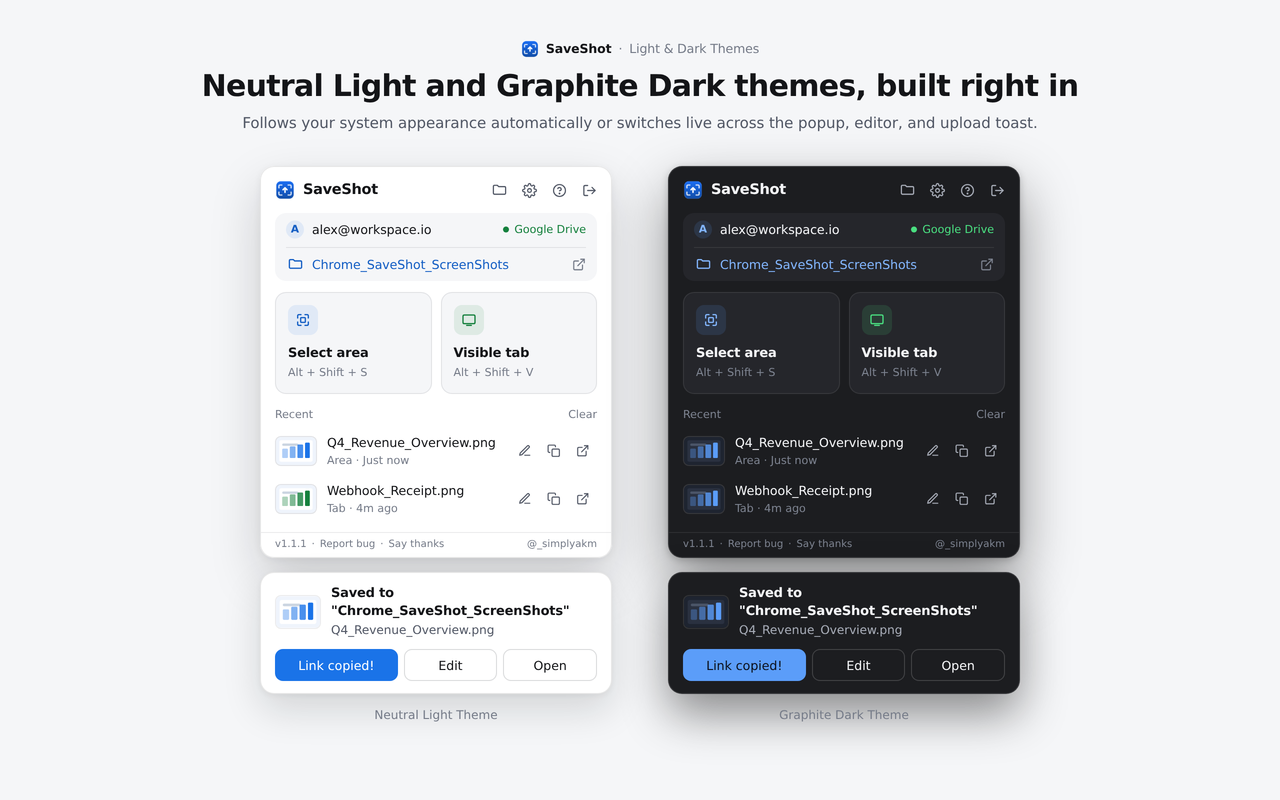 SaveShot · Light & Dark Themes
Neutral Light and Graphite Dark themes, built right in
Follows your system appearance automatically or switches live across the popup, editor, and upload toast.
SaveShot
A alex@workspace.io Google Drive
Chrome_SaveShot_ScreenShots
Select area
Alt + Shift + S
Visible tab
Alt + Shift + V
Recent Clear
Q4_Revenue_Overview.png
Area · Just now
Webhook_Receipt.png
Tab · 4m ago
v1.1.1 · Report bug · Say thanks @_simplyakm
Saved to
"Chrome_SaveShot_ScreenShots"
Q4_Revenue_Overview.png
Link copied! Edit Open
Neutral Light Theme
SaveShot
A alex@workspace.io Google Drive
Chrome_SaveShot_ScreenShots
Select area
Alt + Shift + S
Visible tab
Alt + Shift + V
Recent Clear
Q4_Revenue_Overview.png
Area · Just now
Webhook_Receipt.png
Tab · 4m ago
v1.1.1 · Report bug · Say thanks @_simplyakm
Saved to
"Chrome_SaveShot_ScreenShots"
Q4_Revenue_Overview.png
Link copied! Edit Open
Graphite Dark Theme